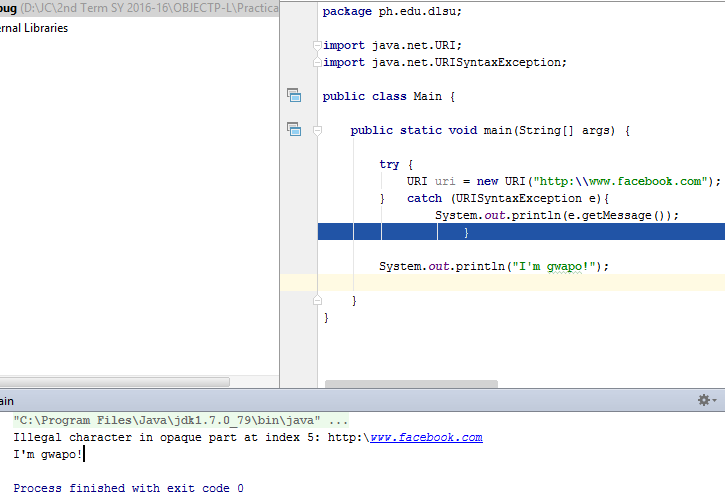 bug (D:\JC\2nd Term SY 2016-16\OBJECTP-L\Practica
rnal Libraries
package ph.edu.dlsu;
import java.net.URI;
import java.net.URISyntaxException;
public class Main {
public static void main(String[] args) {
try {
URI uri = new URI("http:\\www.facebook.com");
} catch (URISyntaxException e){
System.out.println(e.getMessage());
}
System.out.println("I'm gwapo!");
}
}
ain
"C:\Program Files\Java\jdk1.7.0_79\bin\java" ...
Illegal character in opaque part at index 5: http:\www.facebook.com
I'm gwapo!
Process finished with exit code 0